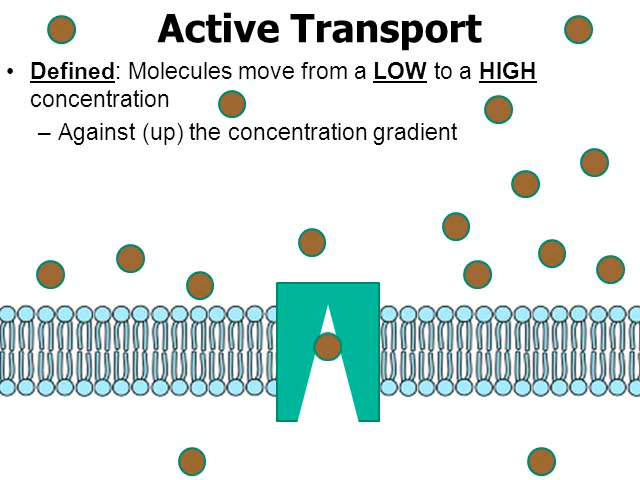 Active Transport
• Defined: Molecules move from a LOW to a HIGH
concentration
– Against (up) the concentration gradient